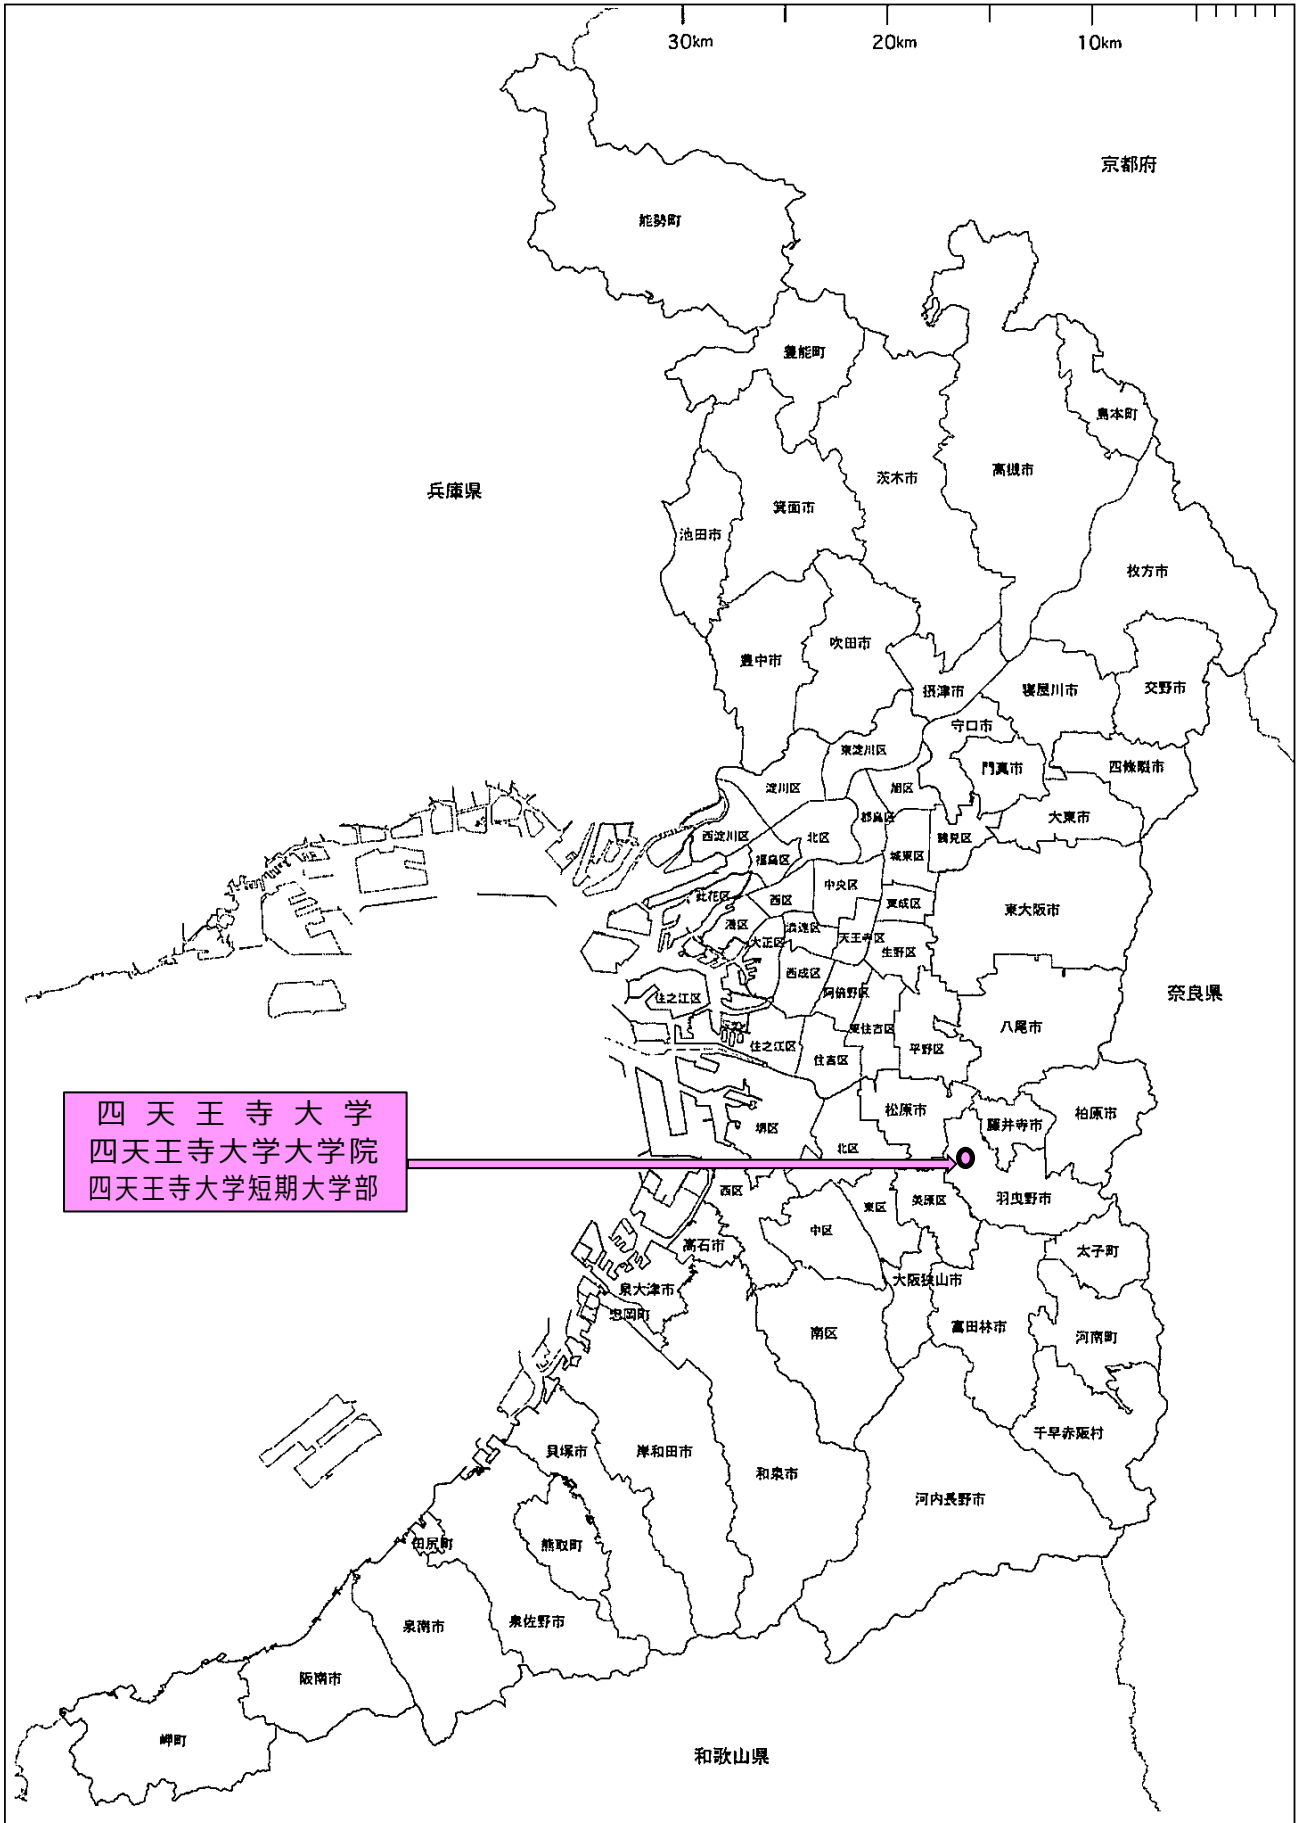 30km
20km
10km
京都府
能勢町
豊能町
島本町
高槻市
茨木市
兵庫県
箕面市
池田市
枚方市
吹田市
豊中市
摂津市
寝屋川市
交野市
守口市
東淀川区
門真市
四條畷市
淀川区
旭区
大東市
都島区
西淀川区
北区
鶴見区
城東区
福島区
中央区
此花区
西区
東成区
東大阪市
港区
浪速区
天王寺区
大正区
生野区
西成区
阿倍野区
奈良県
住之江区
八尾市
東住吉区
住之江区
平野区
住吉区
四天王寺大学
四天王寺大学大学院
四天王寺大学短期大学部
松原市
柏原市
藤井寺市
堺区
北区
西区
羽曳野市
美原区
東区
中区
高石市
太子町
大阪狭山市
泉大津市
忠岡町
富田林市
南区
河南町
千早赤阪村
貝塚市
岸和田市
和泉市
河内長野市
田尻町
熊取町
泉佐野市
泉南市
阪南市
岬町
和歌山県